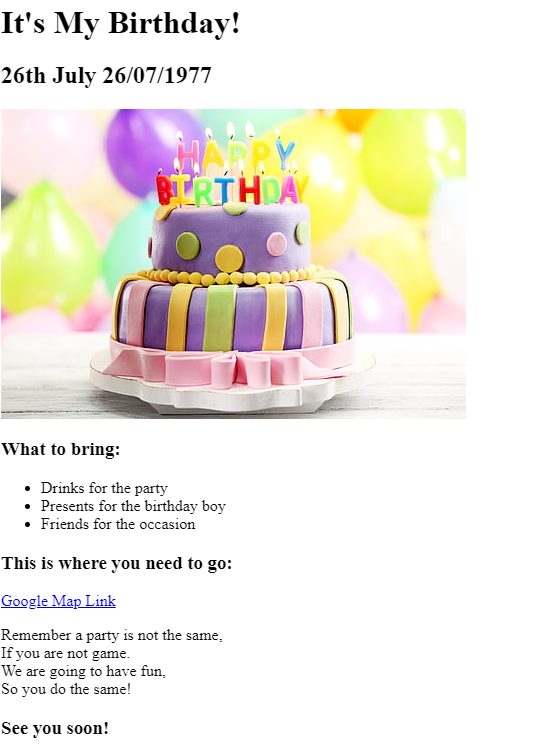 It's My Birthday!
26th July 26/07/1977
HAPPY
BIRTHDAY
What to bring:
Drinks for the party
Presents for the birthday boy
Friends for the occasion
This is where you need to go:
Google Map Link
Remember a party is not the same,
If you are not game.
We are going to have fun,
So you do the same!
See you soon!